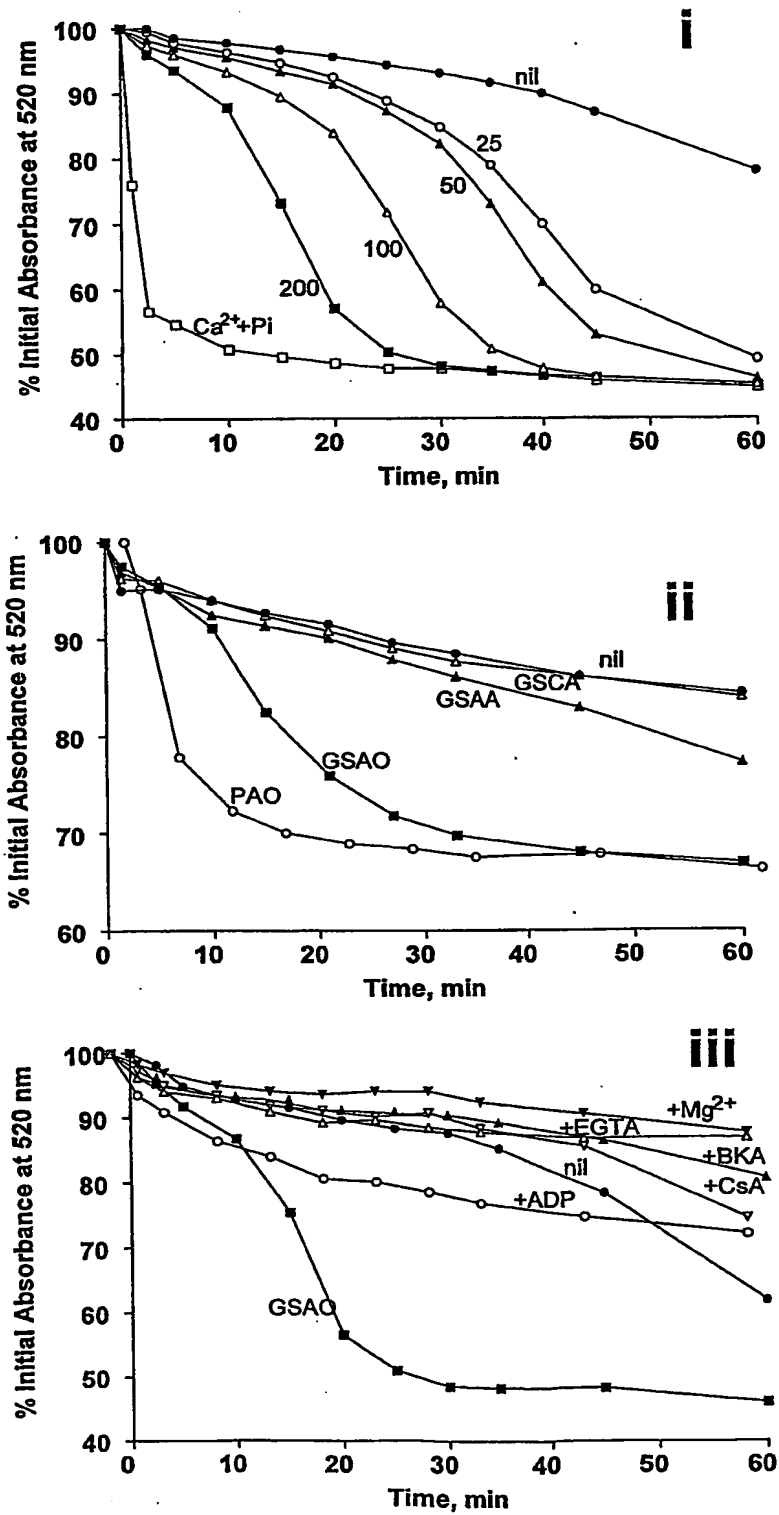 i
% Initial Absorbance at 520 nm
100
90
80
70
60
50
40
nil
25
50
100
200
Ca²⁺+Pi
0 10 20 30 40 50 60
Time, min
ii
% Initial Absorbance at 520 nm
100
90
80
70
60
nil
GSCA
GSAA
GSAO
PAO
0 10 20 30 40 50 60
Time, min
iii
% Initial Absorbance at 520 nm
100
90
80
70
60
50
40
+Mg²⁺
+EGTA
+BKA
nil
+CsA
+ADP
GSAO
0 10 20 30 40 50 60
Time, min